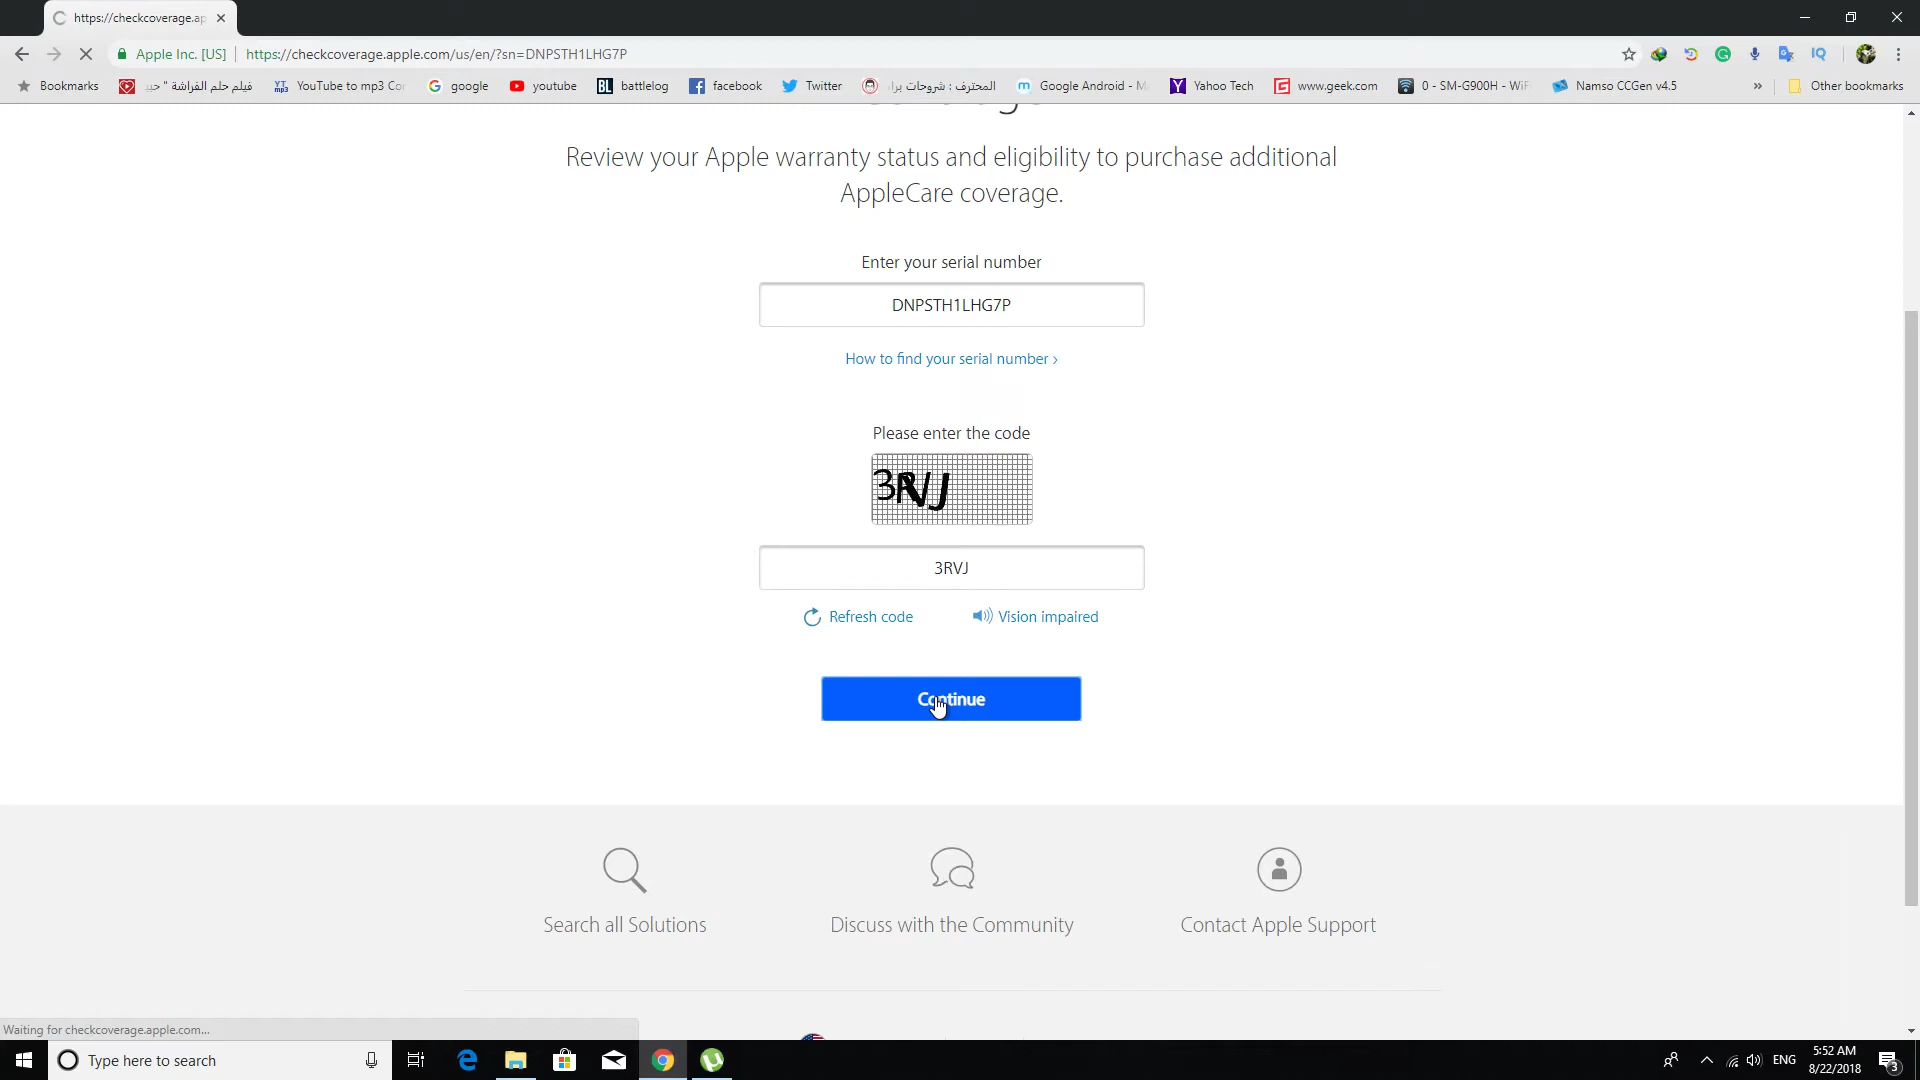 https://checkcoverage.ap
Apple Inc. [US] https://checkcoverage.apple.com/us/en/?sn=DNPSTH1LHG7P
Bookmarks فيلم حلم الفراشة " حبي YouTube to mp3 Co google youtube battlelog facebook Twitter المحترف : شروحات برا Google Android - M Yahoo Tech www.geek.com 0 - SM-G900H - WiF Namso CCGen v4.5 » Other bookmarks
Review your Apple warranty status and eligibility to purchase additional
AppleCare coverage.
Enter your serial number
DNPSTH1LHG7P
How to find your serial number ›
Please enter the code
3RVJ
3RVJ
Refresh code Vision impaired
Continue
Search all Solutions Discuss with the Community Contact Apple Support
Waiting for checkcoverage.apple.com...
Type here to search ENG 5:52 AM
8/22/2018 3